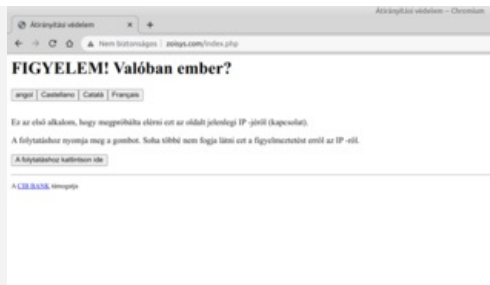 Átirányítási védelem – Chromium
Átirányítási védelem
Nem biztonságos | zoisys.com/index.php
FIGYELEM! Valóban ember?
angol Castellano Català Français
Ez az első alkalom, hogy megpróbálta elérni ezt az oldalt jelenlegi IP -jéről (kapcsolat).
A folytatáshoz nyomja meg a gombot. Soha többé nem fogja látni ezt a figyelmeztetést erről az IP -ről.
A folytatáshoz kattintson ide
A CIB BANK támogatja